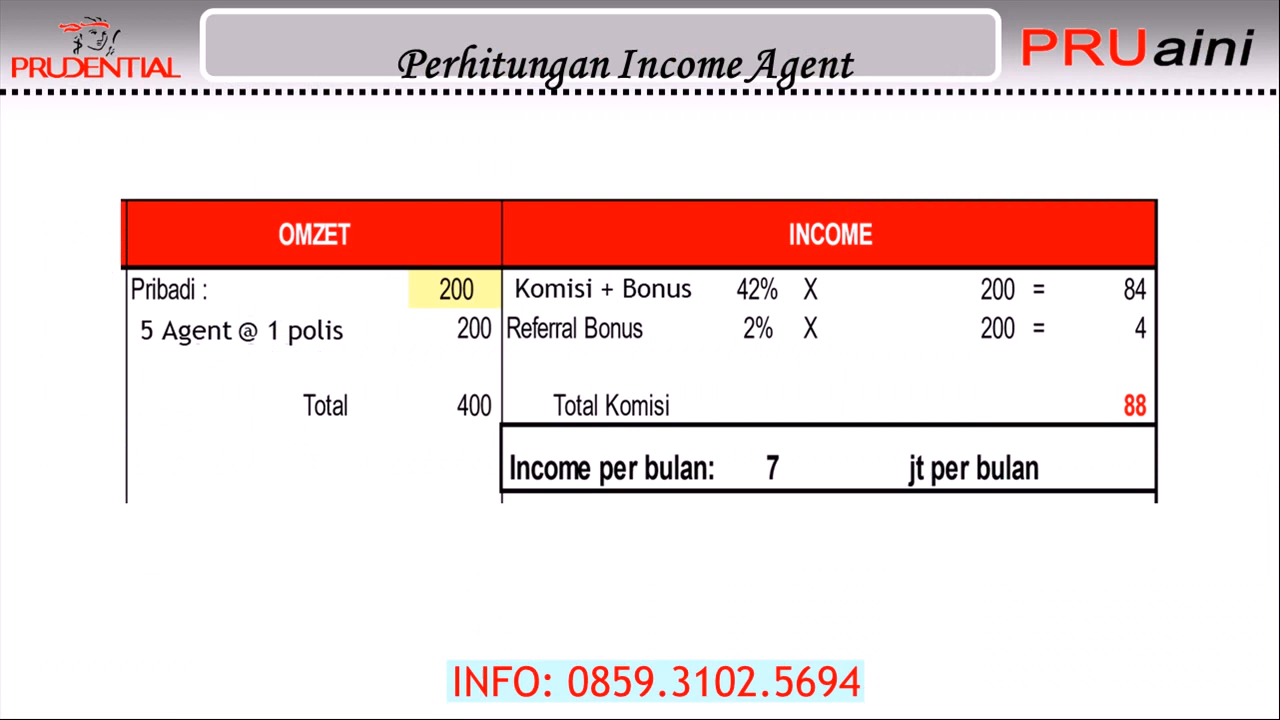 PRUDENTIAL
Perhitungan Income Agent
PRUaini
OMZET INCOME
Pribadi : 200 Komisi + Bonus 42% X 200 = 84
5 Agent @ 1 polis 200 Referral Bonus 2% X 200 = 4
Total 400 Total Komisi 88
Income per bulan: 7 jt per bulan
INFO: 0859.3102.5694